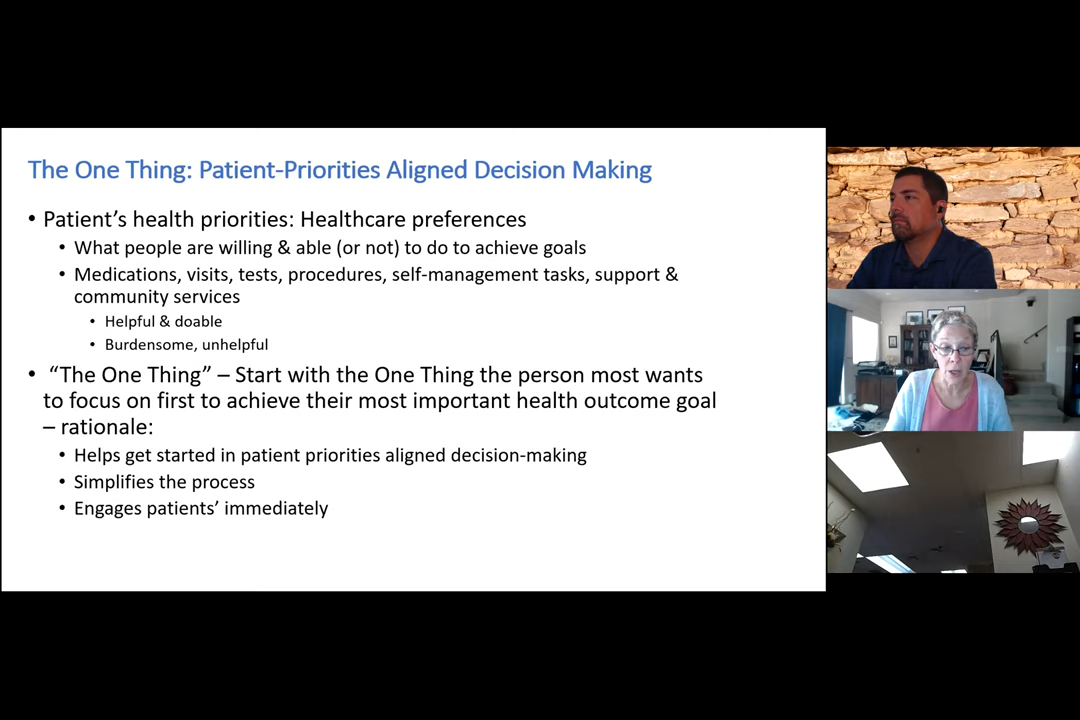 The One Thing: Patient-Priorities Aligned Decision Making
• Patient’s health priorities: Healthcare preferences
• What people are willing & able (or not) to do to achieve goals
• Medications, visits, tests, procedures, self-management tasks, support &
community services
• Helpful & doable
• Burdensome, unhelpful
• “The One Thing” – Start with the One Thing the person most wants
to focus on first to achieve their most important health outcome goal
– rationale:
• Helps get started in patient priorities aligned decision-making
• Simplifies the process
• Engages patients’ immediately